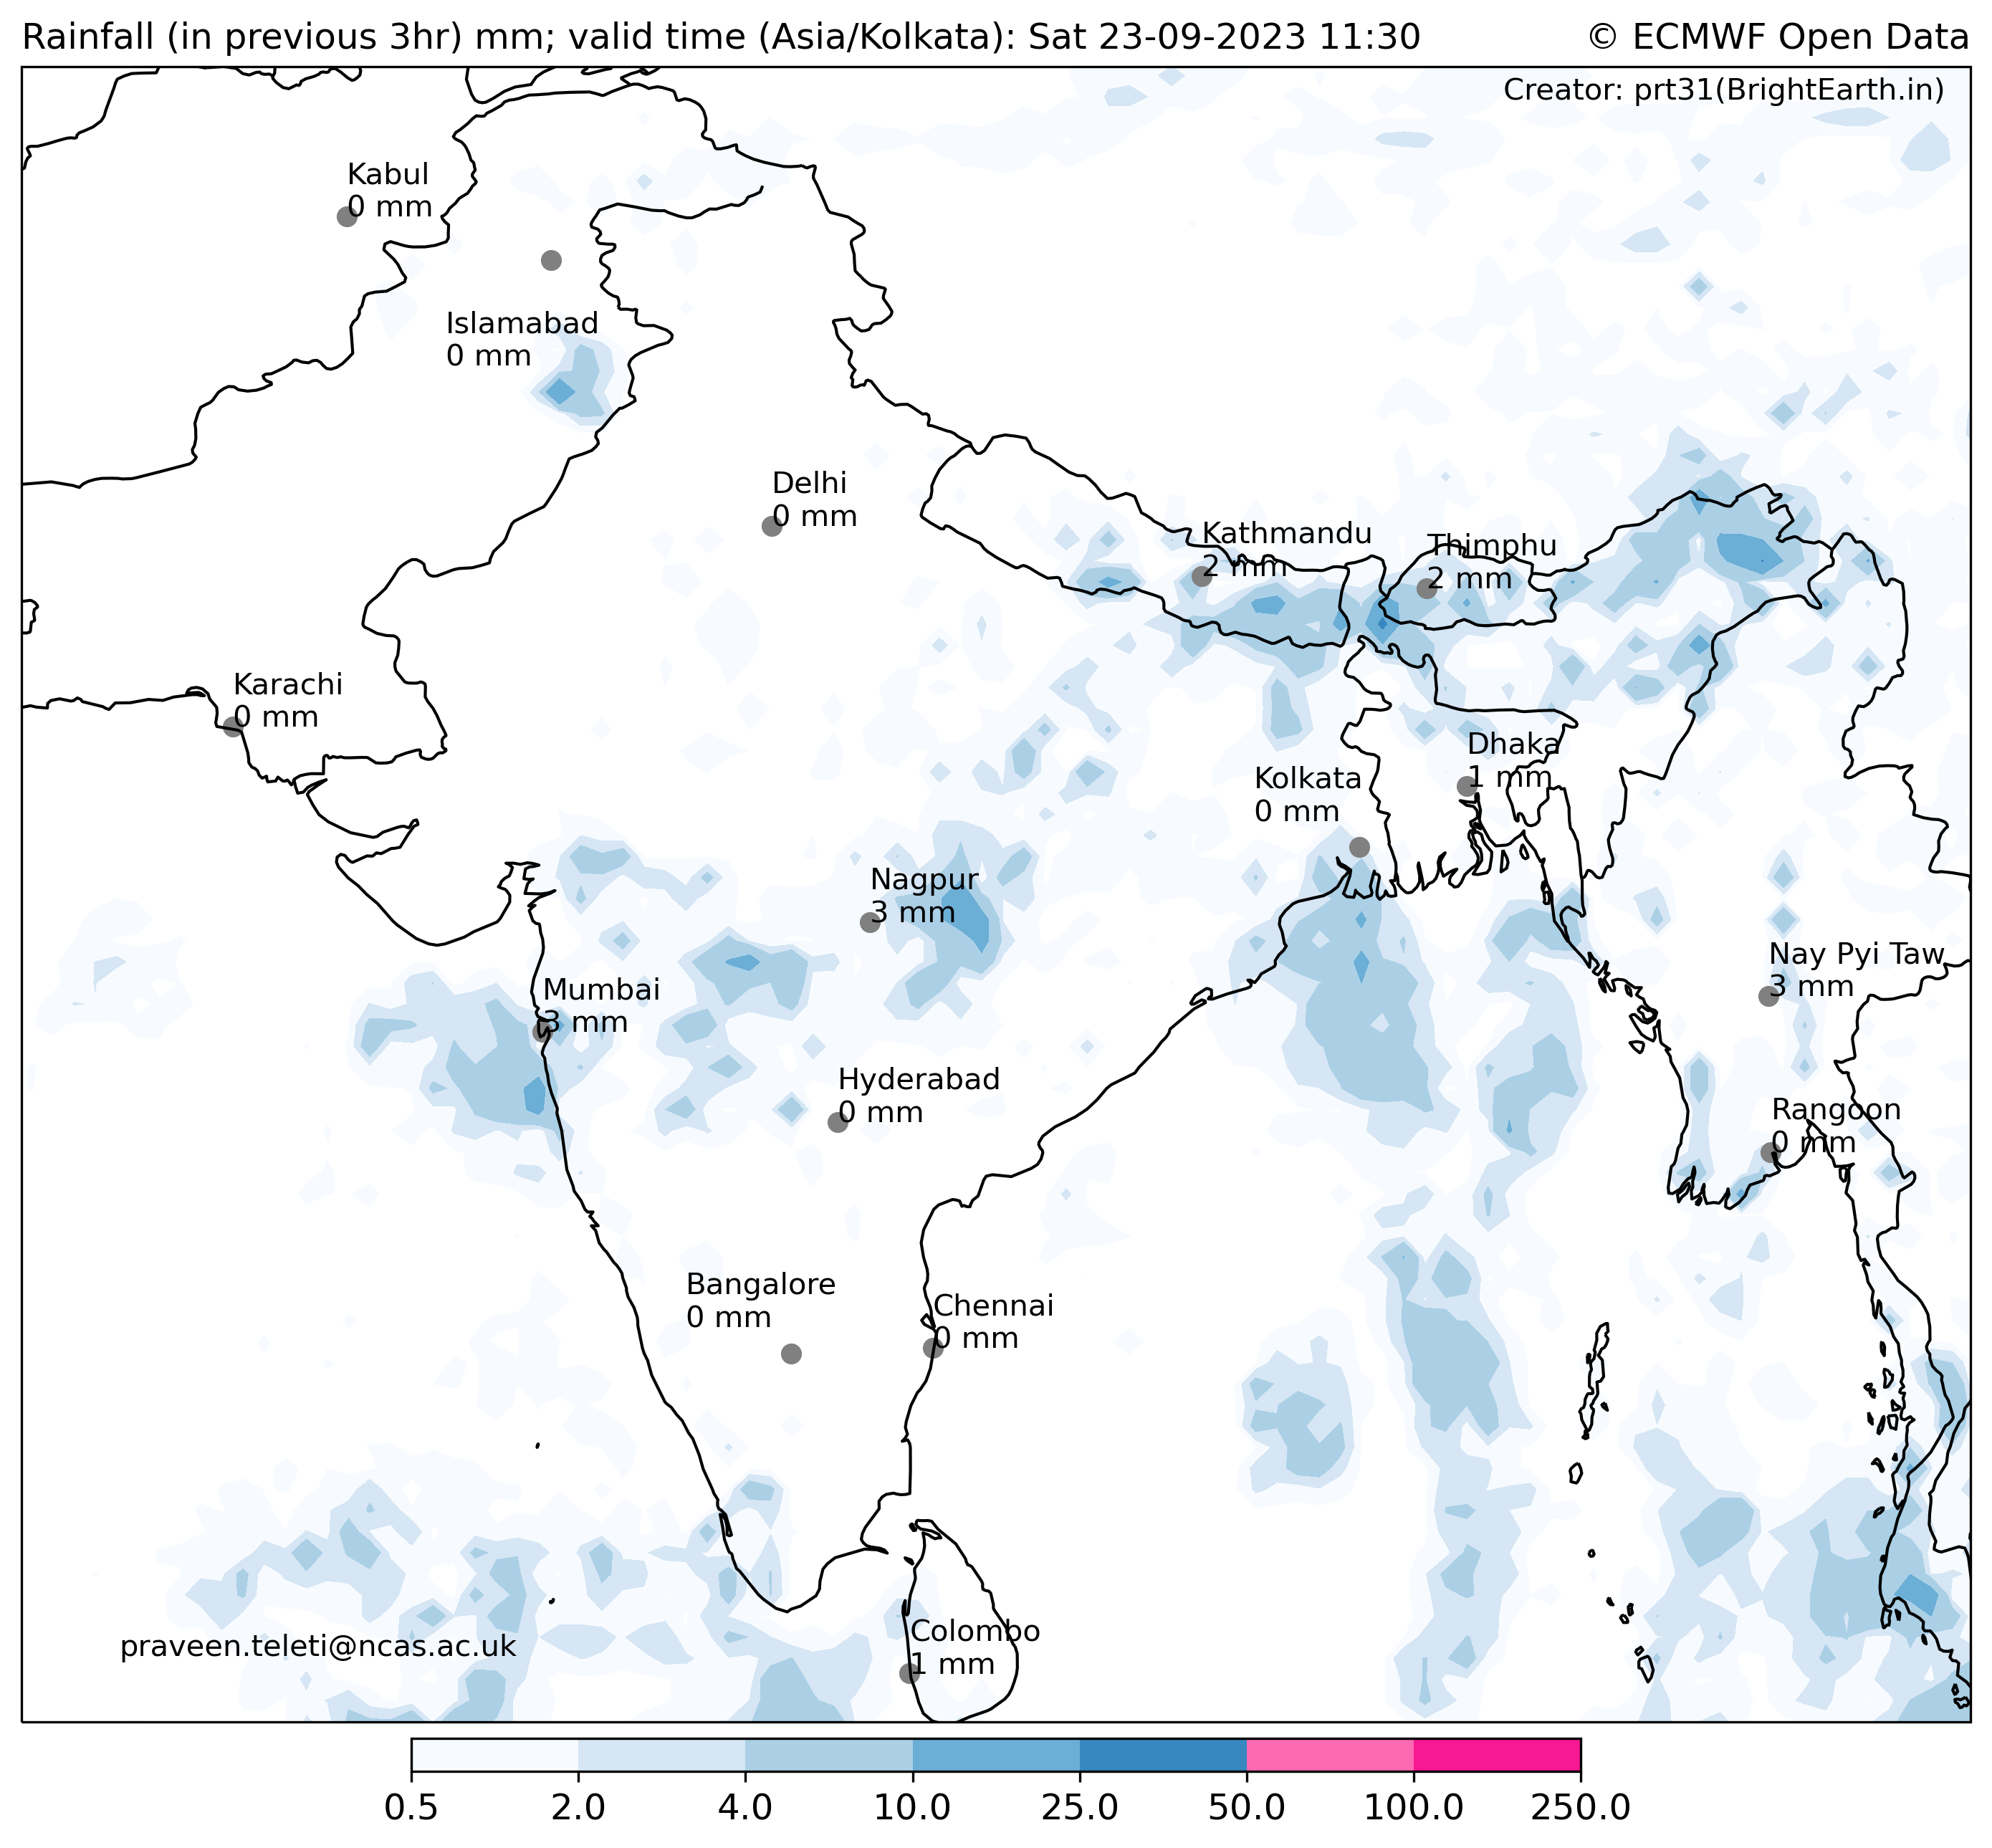 Rainfall (in previous 3hr) mm; valid time (Asia/Kolkata): Sat 23-09-2023 11:30
© ECMWF Open Data
Creator: prt31(BrightEarth.in)
Kabul
0 mm
Islamabad
0 mm
Delhi
0 mm
Kathmandu
2 mm
Thimphu
2 mm
Karachi
0 mm
Dhaka
1 mm
Kolkata
0 mm
Nagpur
3 mm
Nay Pyi Taw
3 mm
Mumbai
3 mm
Hyderabad
0 mm
Rangoon
0 mm
Bangalore
0 mm
Chennai
0 mm
Colombo
1 mm
praveen.teleti@ncas.ac.uk
0.5 2.0 4.0 10.0 25.0 50.0 100.0 250.0